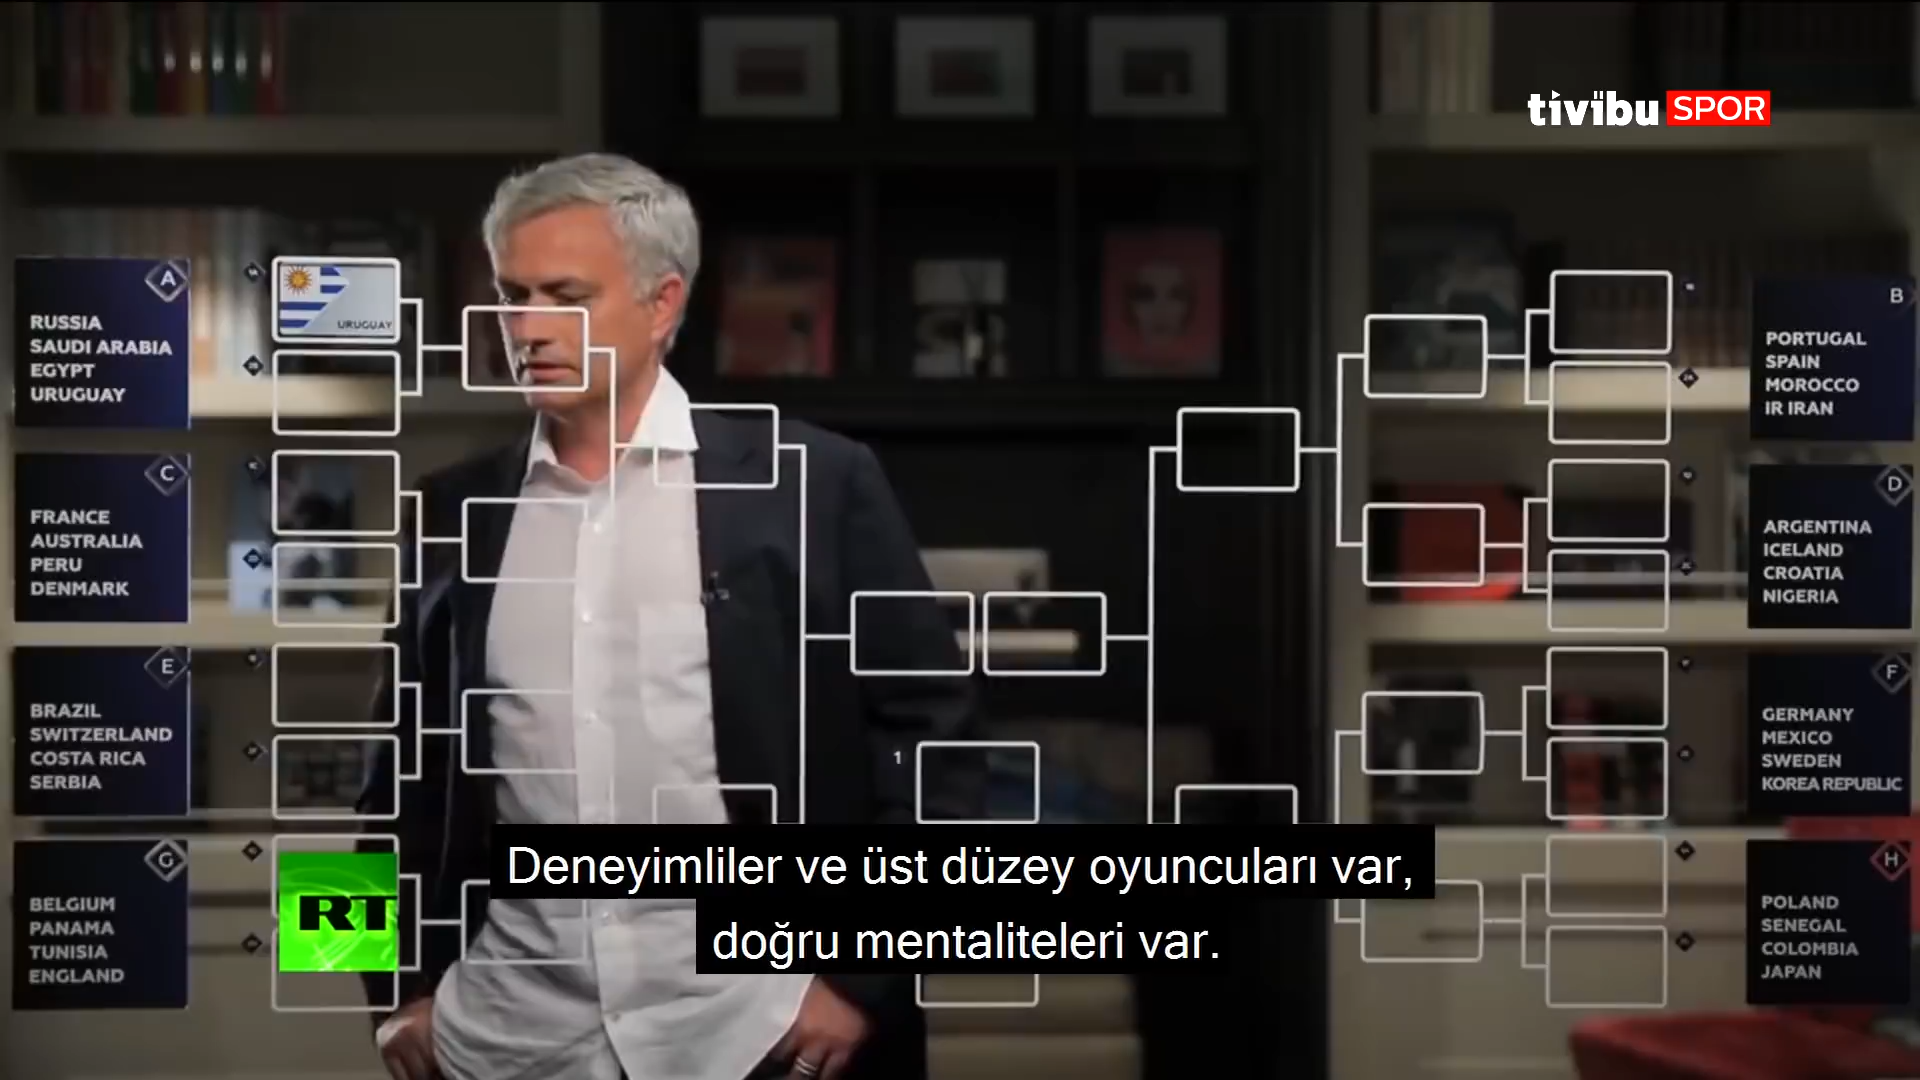 tivibu SPOR
A
RUSSIA
SAUDI ARABIA
EGYPT
URUGUAY
URUGUAY
C
FRANCE
AUSTRALIA
PERU
DENMARK
E
BRAZIL
SWITZERLAND
COSTA RICA
SERBIA
G
BELGIUM
PANAMA
TUNISIA
ENGLAND
B
PORTUGAL
SPAIN
MOROCCO
IR IRAN
D
ARGENTINA
ICELAND
CROATIA
NIGERIA
F
GERMANY
MEXICO
SWEDEN
KOREA REPUBLIC
H
POLAND
SENEGAL
COLOMBIA
JAPAN
1
RT
Deneyimliler ve üst düzey oyuncuları var,
doğru mentaliteleri var.